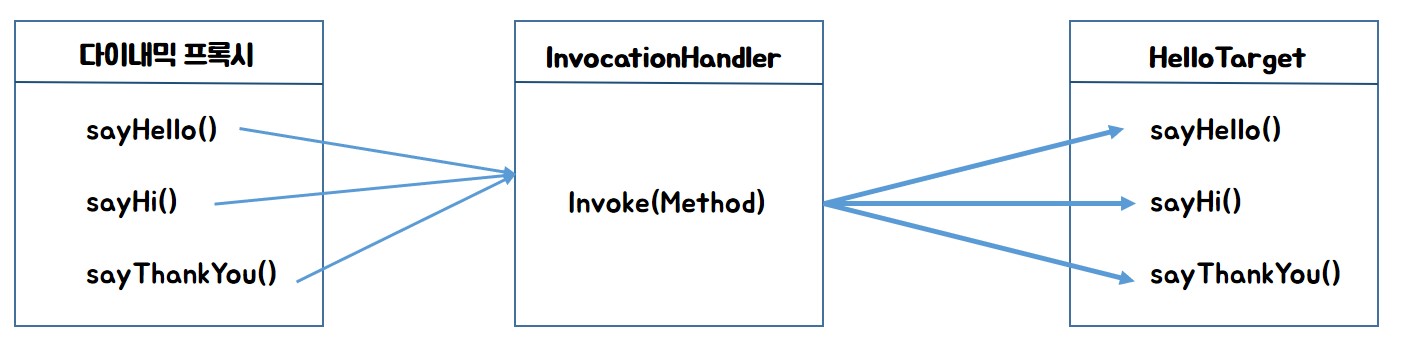 다이내믹 프록시
sayHello()
sayHi()
sayThankYou()
InvocationHandler
Invoke(Method)
HelloTarget
sayHello()
sayHi()
sayThankYou()